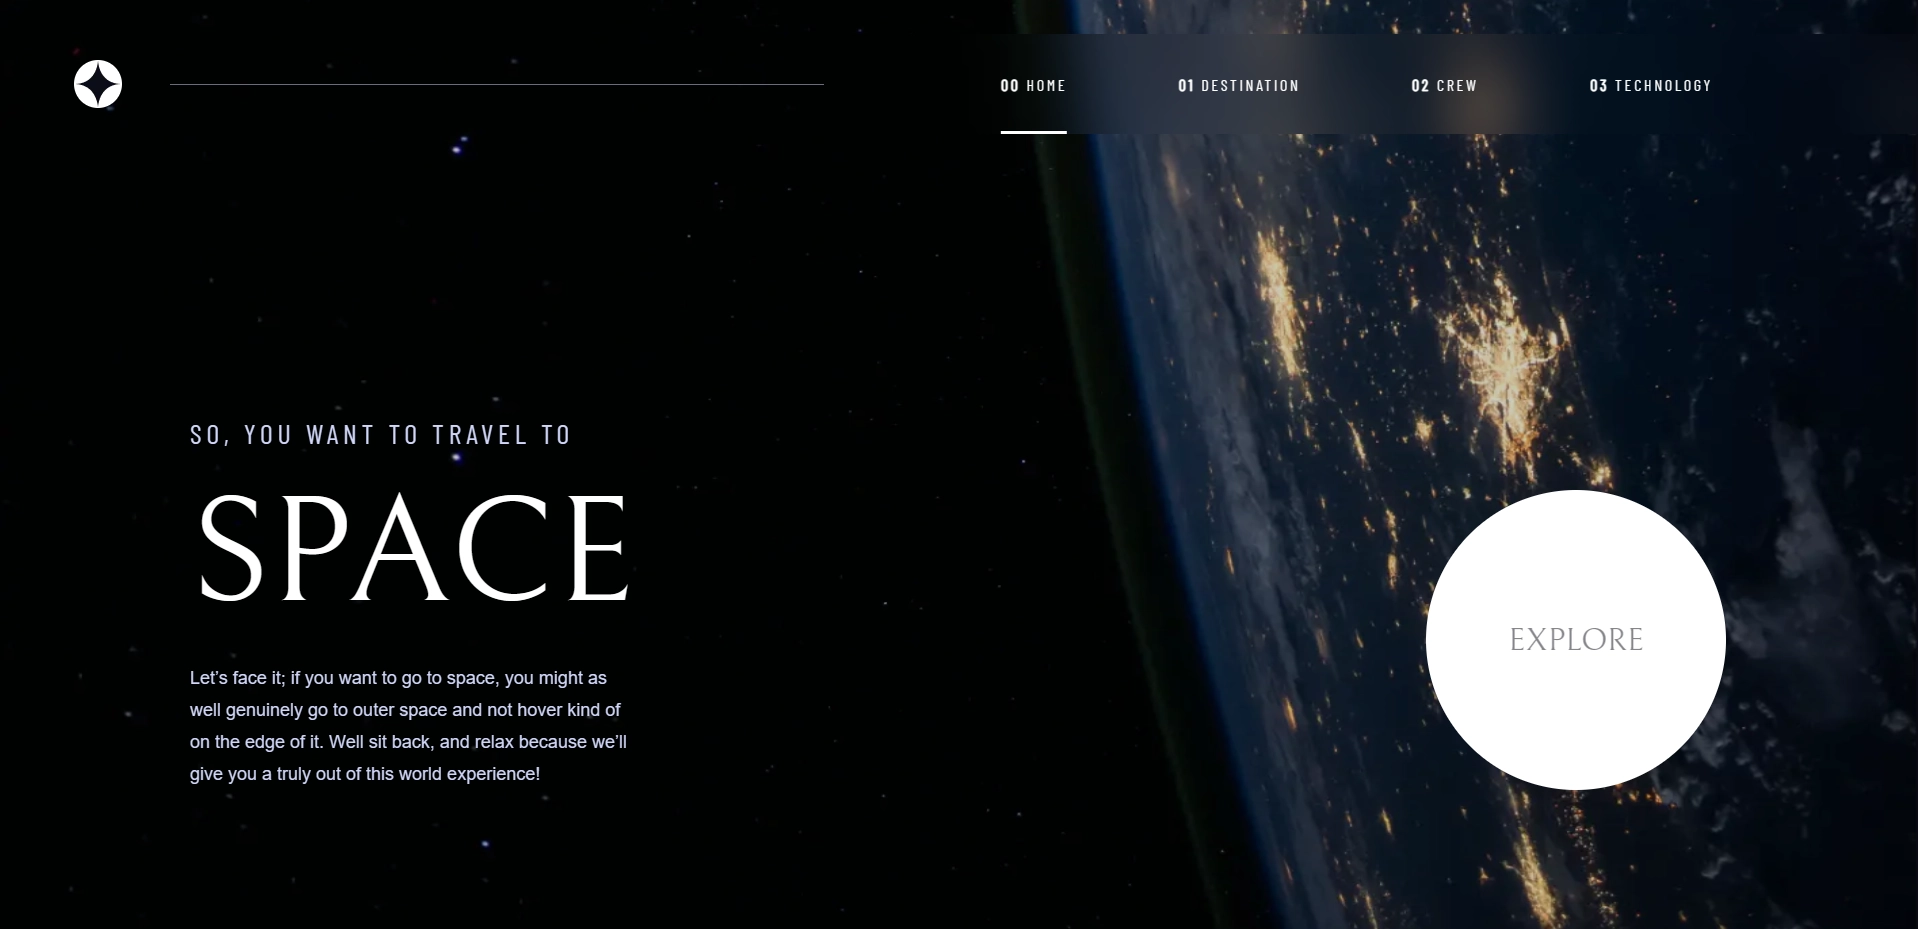 00 HOME 01 DESTINATION 02 CREW 03 TECHNOLOGY
SO, YOU WANT TO TRAVEL TO
SPACE
Let’s face it; if you want to go to space, you might as
well genuinely go to outer space and not hover kind of
on the edge of it. Well sit back, and relax because we’ll
give you a truly out of this world experience!
EXPLORE